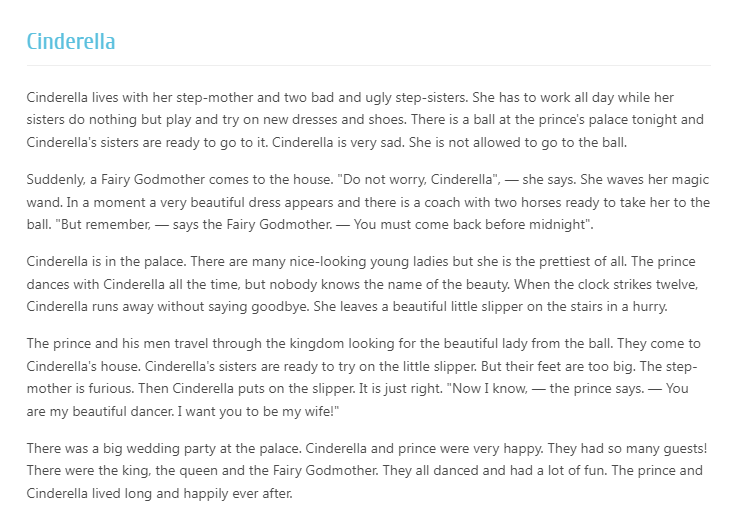 Cinderella
Cinderella lives with her step-mother and two bad and ugly step-sisters. She has to work all day while her
sisters do nothing but play and try on new dresses and shoes. There is a ball at the prince's palace tonight and
Cinderella's sisters are ready to go to it. Cinderella is very sad. She is not allowed to go to the ball.
Suddenly, a Fairy Godmother comes to the house. "Do not worry, Cinderella", — she says. She waves her magic
wand. In a moment a very beautiful dress appears and there is a coach with two horses ready to take her to the
ball. "But remember, — says the Fairy Godmother. — You must come back before midnight".
Cinderella is in the palace. There are many nice-looking young ladies but she is the prettiest of all. The prince
dances with Cinderella all the time, but nobody knows the name of the beauty. When the clock strikes twelve,
Cinderella runs away without saying goodbye. She leaves a beautiful little slipper on the stairs in a hurry.
The prince and his men travel through the kingdom looking for the beautiful lady from the ball. They come to
Cinderella's house. Cinderella's sisters are ready to try on the little slipper. But their feet are too big. The step-
mother is furious. Then Cinderella puts on the slipper. It is just right. "Now I know, — the prince says. — You
are my beautiful dancer. I want you to be my wife!"
There was a big wedding party at the palace. Cinderella and prince were very happy. They had so many guests!
There were the king, the queen and the Fairy Godmother. They all danced and had a lot of fun. The prince and
Cinderella lived long and happily ever after.